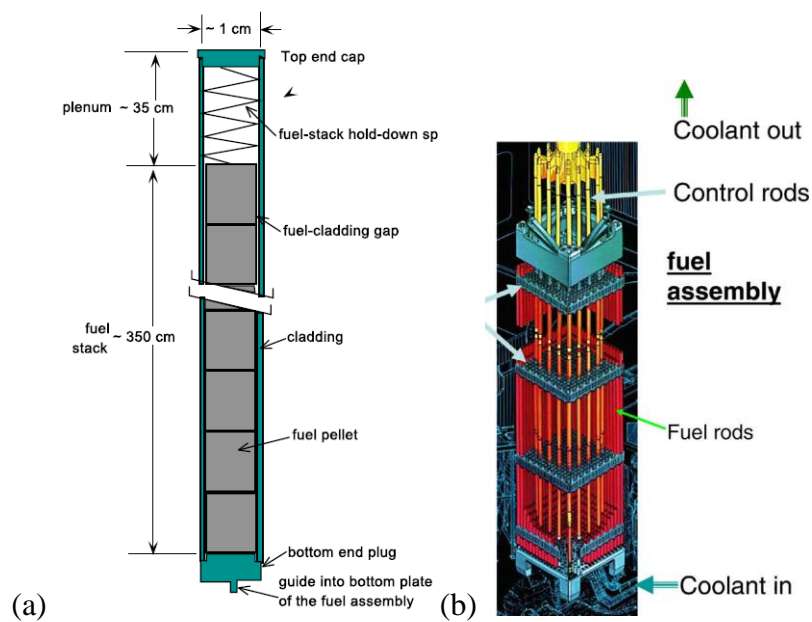 ~ 1 cm
Top end cap
plenum ~ 35 cm
fuel-stack hold-down sp
fuel-cladding gap
fuel
stack
~350 cm
cladding
fuel pellet
bottom end plug
guide into bottom plate
of the fuel assembly
(a)
Coolant out
Control rods
fuel
assembly
Fuel rods
Coolant in
(b)